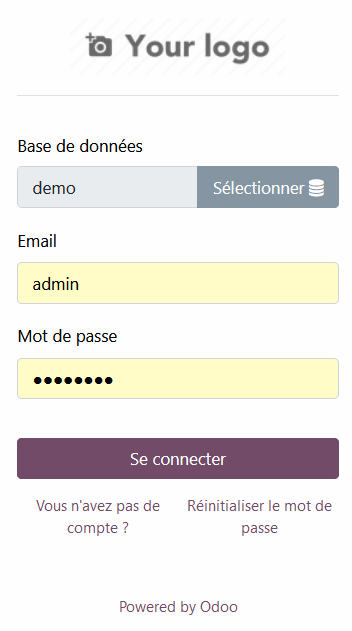 Your logo
Base de données
demo Sélectionner
Email
admin
Mot de passe
●●●●●●●●
Se connecter
Vous n'avez pas de
compte ?
Réinitialiser le mot de
passe
Powered by Odoo